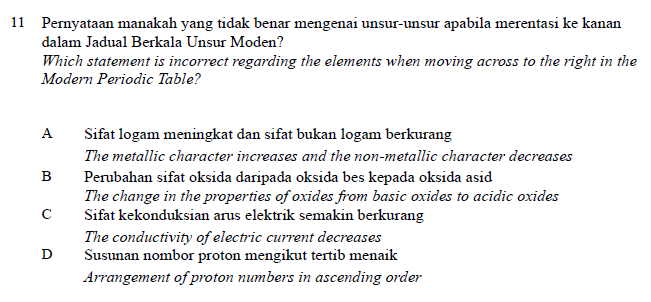 11 Pernyataan manakah yang tidak benar mengenai unsur-unsur apabila merentasi ke kanan
dalam Jadual Berkala Unsur Moden?
Which statement is incorrect regarding the elements when moving across to the right in the
Modern Periodic Table?
A Sifat logam meningkat dan sifat bukan logam berkurang
The metallic character increases and the non-metallic character decreases
B Perubahan sifat oksida daripada oksida bes kepada oksida asid
The change in the properties of oxides from basic oxides to acidic oxides
C Sifat kekonduksian arus elektrik semakin berkurang
The conductivity of electric current decreases
D Susunan nombor proton mengikut tertib menaik
Arrangement of proton numbers in ascending order